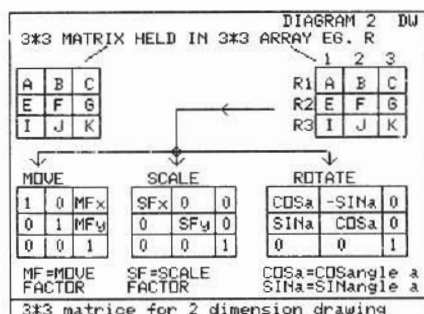 DIAGRAM 2 DW
3*3 MATRIX HELD IN 3*3 ARRAY EG. R
1 2 3
A B C R1 A B C
E F G R2 E F G
I J K R3 I J K
MOVE SCALE ROTATE
1 0 MFx SFx 0 0 COSa -SINa 0
0 1 MFy 0 SFy 0 SINa COSa 0
0 0 1 0 0 1 0 0 1
MF=MOVE SF=SCALE COSa=COSangle a
FACTOR FACTOR SINa=SINangle a
3*3 matrice for 2 dimension drawing